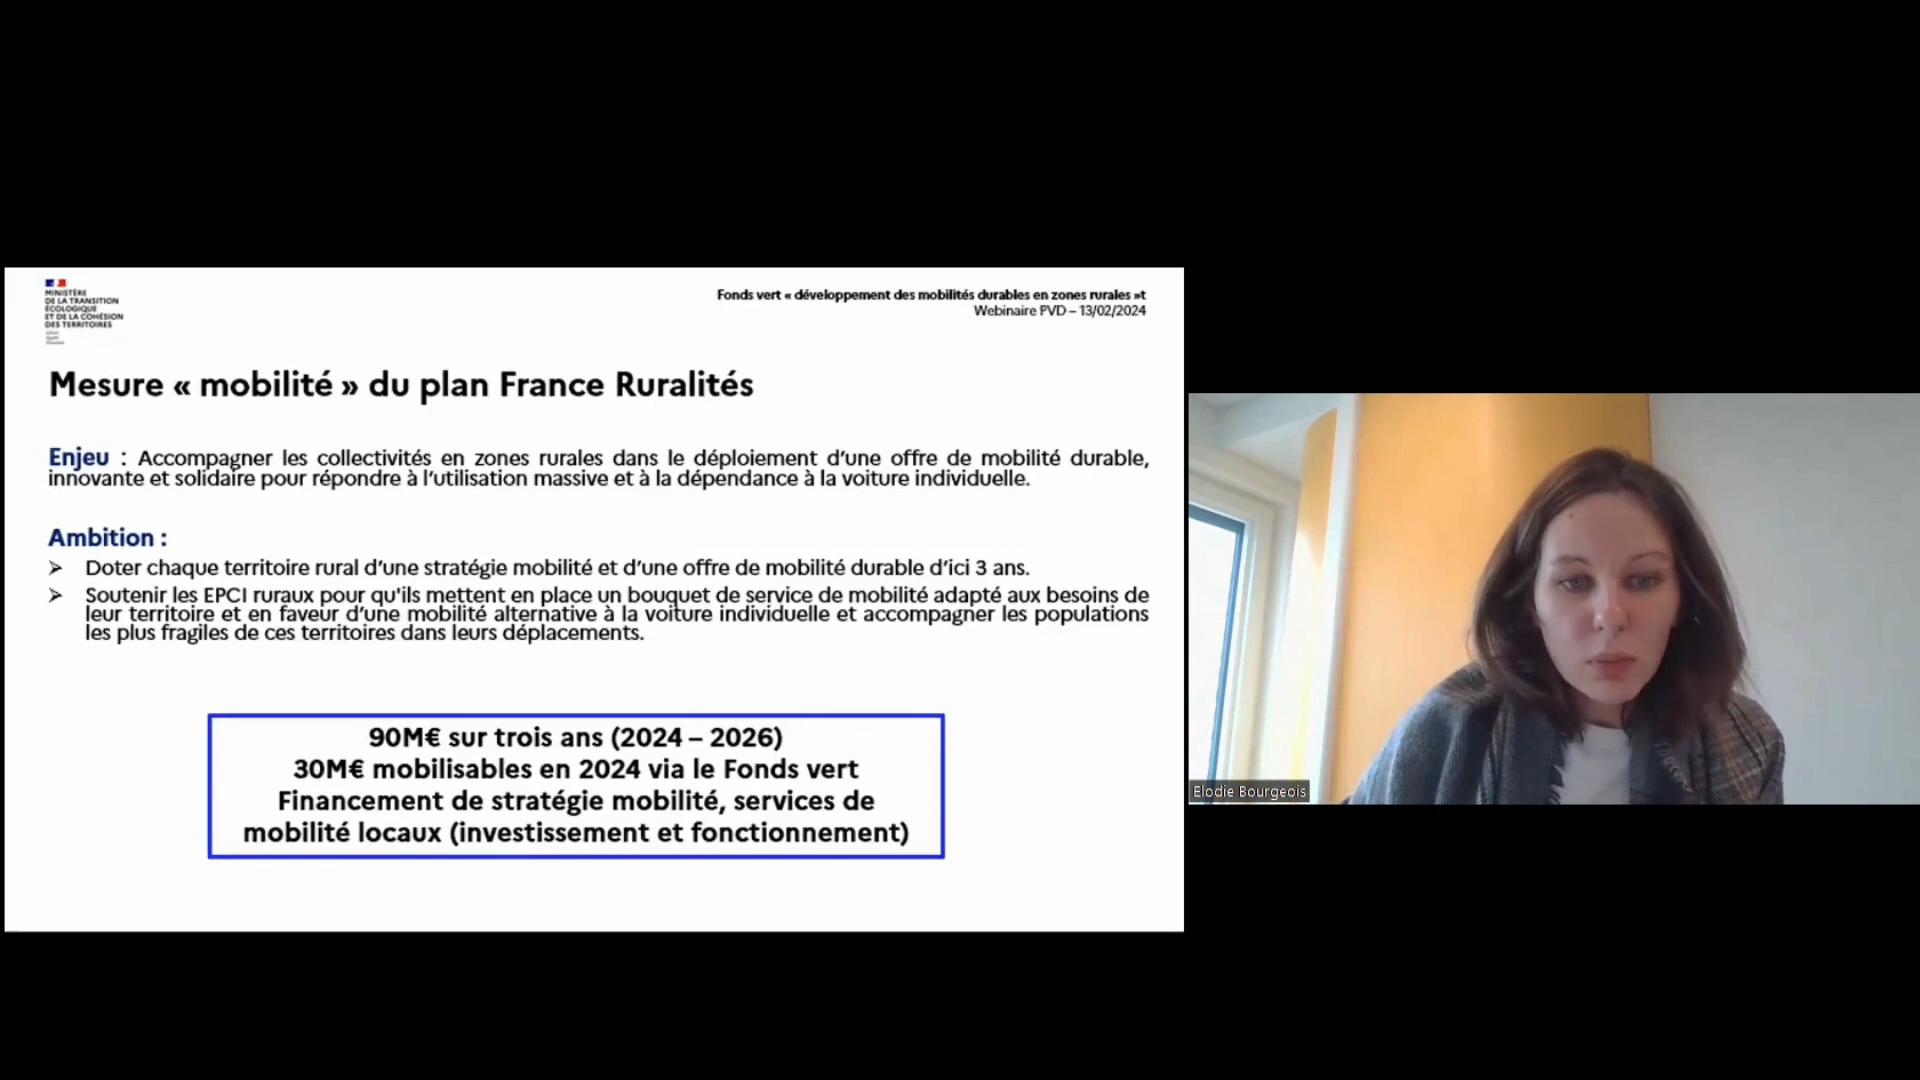 MINISTÈRE
DE LA TRANSITION
ÉCOLOGIQUE
ET DE LA COHÉSION
DES TERRITOIRES
Fonds vert « développement des mobilités durables en zones rurales »t
Webinaire PVD – 13/02/2024
Mesure « mobilité » du plan France Ruralités
Enjeu : Accompagner les collectivités en zones rurales dans le déploiement d’une offre de mobilité durable,
innovante et solidaire pour répondre à l’utilisation massive et à la dépendance à la voiture individuelle.
Ambition :
➢ Doter chaque territoire rural d’une stratégie mobilité et d’une offre de mobilité durable d’ici 3 ans.
➢ Soutenir les EPCI ruraux pour qu'ils mettent en place un bouquet de service de mobilité adapté aux besoins de
leur territoire et en faveur d’une mobilité alternative à la voiture individuelle et accompagner les populations
les plus fragiles de ces territoires dans leurs déplacements.
90M€ sur trois ans (2024 – 2026)
30M€ mobilisables en 2024 via le Fonds vert
Financement de stratégie mobilité, services de
mobilité locaux (investissement et fonctionnement)
Elodie Bourgeois